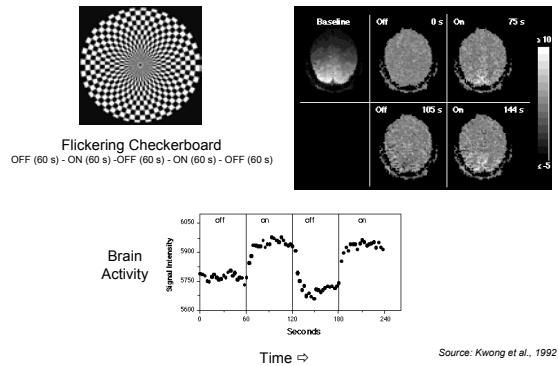 Baseline Off 0 s On 75 s
≥ 10
Off 105 s On 144 s
≤ -5
Flickering Checkerboard
OFF (60 s) - ON (60 s) -OFF (60 s) - ON (60 s) - OFF (60 s)
Brain
Activity
Signal Intensity
6050
5900
5750
5600
off on off on
0 60 120 180 240
Seconds
Time ⇨
Source: Kwong et al., 1992